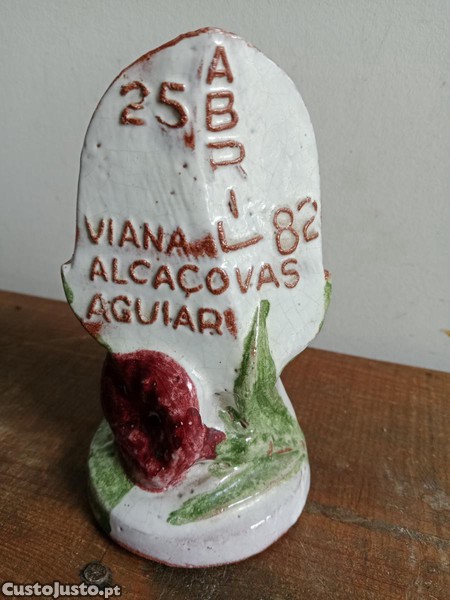 25
ABRIL
82
VIANA
ALCAÇOVAS
AGUIAR
CustoJusto.pt